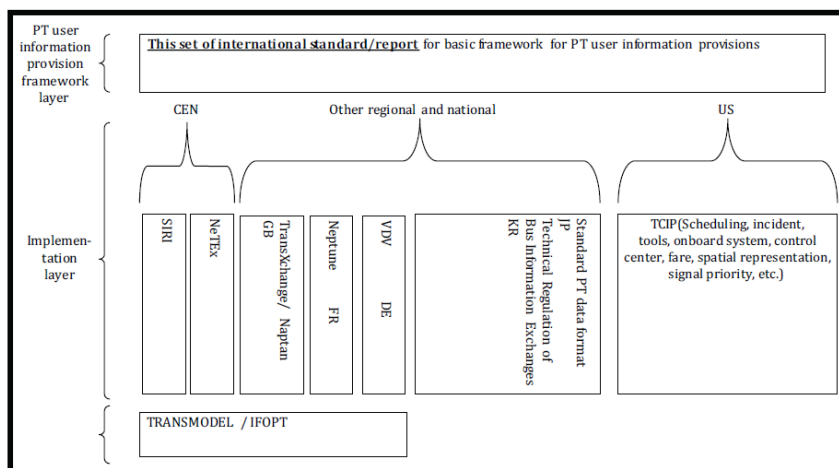 PT user
information
provision
framework
layer
This set of international standard/report for basic framework for PT user information provisions
CEN
Other regional and national
US
Implemen-
tation
layer
SIRI
NeTEx
TransXchange/ Naptan
GB
Neptune FR
VDV DE
Standard PT data format
JP
Technical Regulation of
Bus Information Exchanges
KR
TCIP(Scheduling, incident,
tools, onboard system, control
center, fare, spatial representation,
signal priority, etc.)
TRANSMODEL / IFOPT